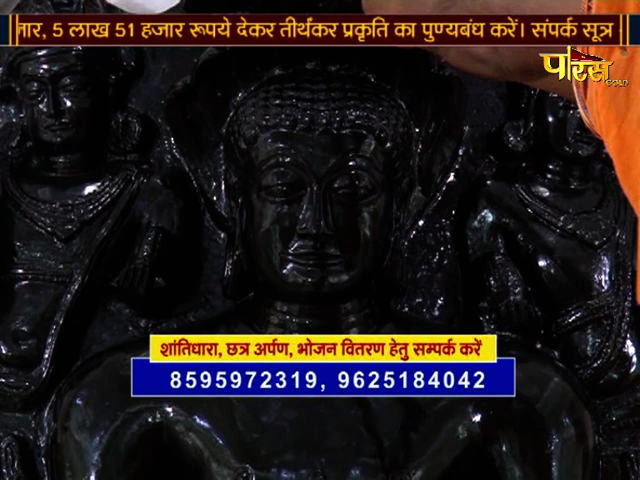 जार, 5 लाख 51 हजार रूपये देकर तीर्थंकर प्रकृति का पुण्यबंध करें। संपर्क सूत्र ||
पारस
GOLD
शांतिधारा, छत्र अर्पण, भोजन वितरण हेतु सम्पर्क करें
8595972319, 9625184042